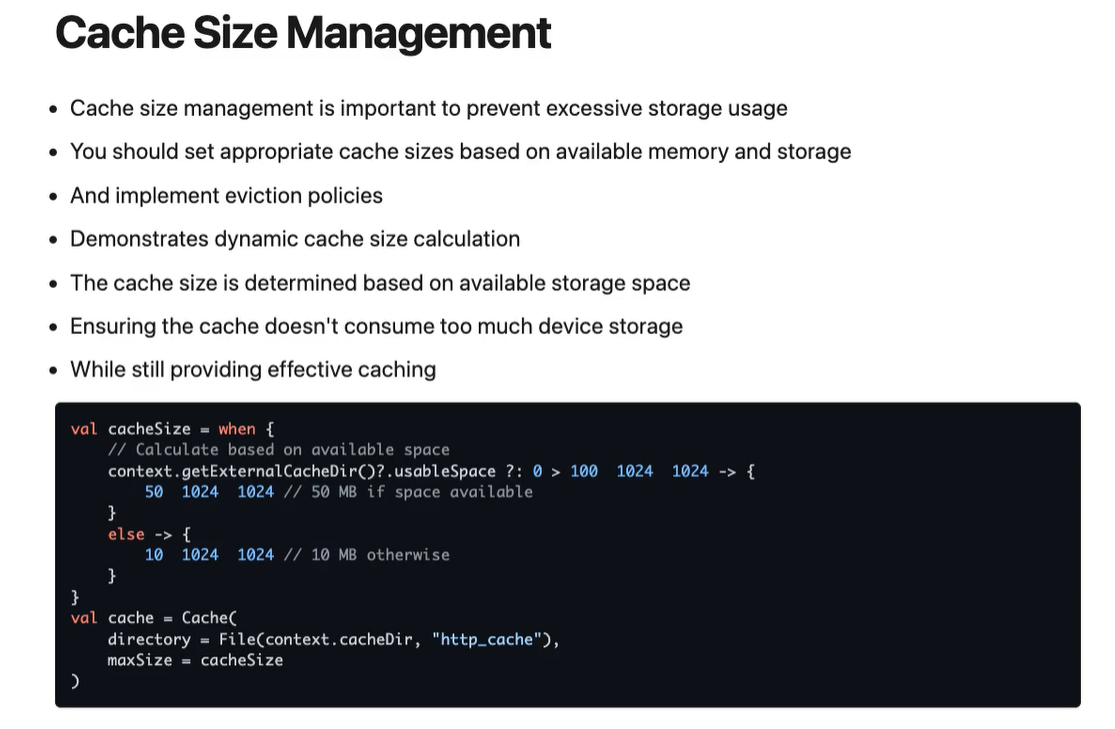 Cache Size Management
• Cache size management is important to prevent excessive storage usage
• You should set appropriate cache sizes based on available memory and storage
• And implement eviction policies
• Demonstrates dynamic cache size calculation
• The cache size is determined based on available storage space
• Ensuring the cache doesn't consume too much device storage
• While still providing effective caching
val cacheSize = when {
    // Calculate based on available space
    context.getExternalCacheDir()?.usableSpace ?: 0 > 100  1024  1024 -> {
        50  1024  1024 // 50 MB if space available
    }
    else -> {
        10  1024  1024 // 10 MB otherwise
    }
}
val cache = Cache(
    directory = File(context.cacheDir, "http_cache"),
    maxSize = cacheSize
)